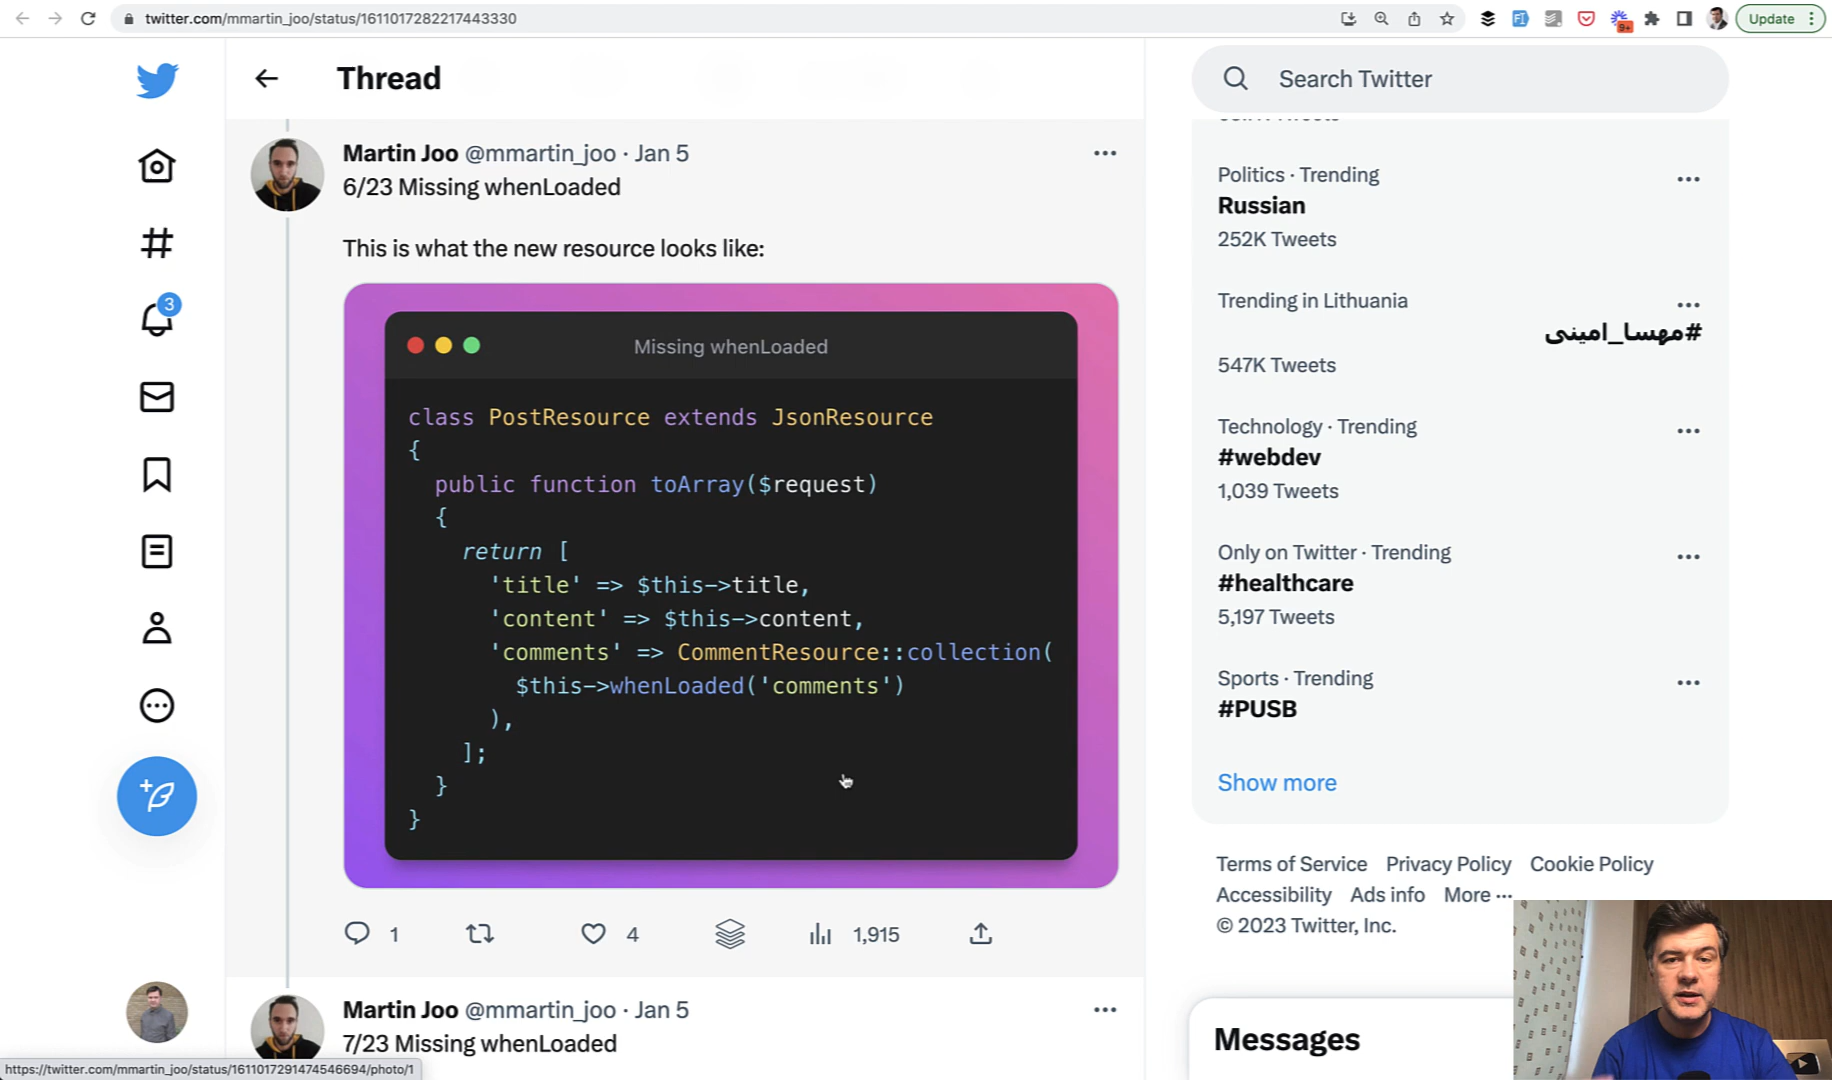 twitter.com/mmartin_joo/status/1611017282217443330
Update
9+
Thread
Search Twitter
3
Martin Joo @mmartin_joo · Jan 5
6/23 Missing whenLoaded
This is what the new resource looks like:
Missing whenLoaded
class PostResource extends JsonResource
{
public function toArray($request)
{
return [
'title' => $this->title,
'content' => $this->content,
'comments' => CommentResource::collection(
$this->whenLoaded('comments')
),
];
}
}
1
4
1,915
Martin Joo @mmartin_joo · Jan 5
7/23 Missing whenLoaded
https://twitter.com/mmartin_joo/status/1611017291474546694/photo/1
Politics · Trending
Russian
252K Tweets
Trending in Lithuania
#مهسا_امینی
547K Tweets
Technology · Trending
#webdev
1,039 Tweets
Only on Twitter · Trending
#healthcare
5,197 Tweets
Sports · Trending
#PUSB
Show more
Terms of Service Privacy Policy Cookie Policy
Accessibility Ads info More ···
© 2023 Twitter, Inc.
Messages